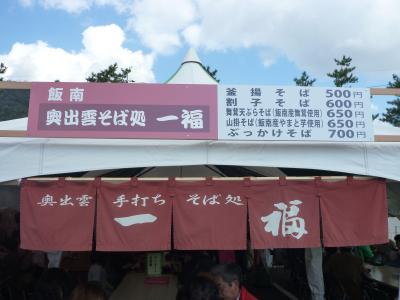 飯南
奥出雲そば処 一福
釜揚そば 500円
割子そば 600円
舞茸天ぷらそば(飯南産舞茸使用) 650円
山掛そば(飯南産やまと芋使用) 650円
ぶっかけそば 700円
奥出雲 手打ち そば処
一福